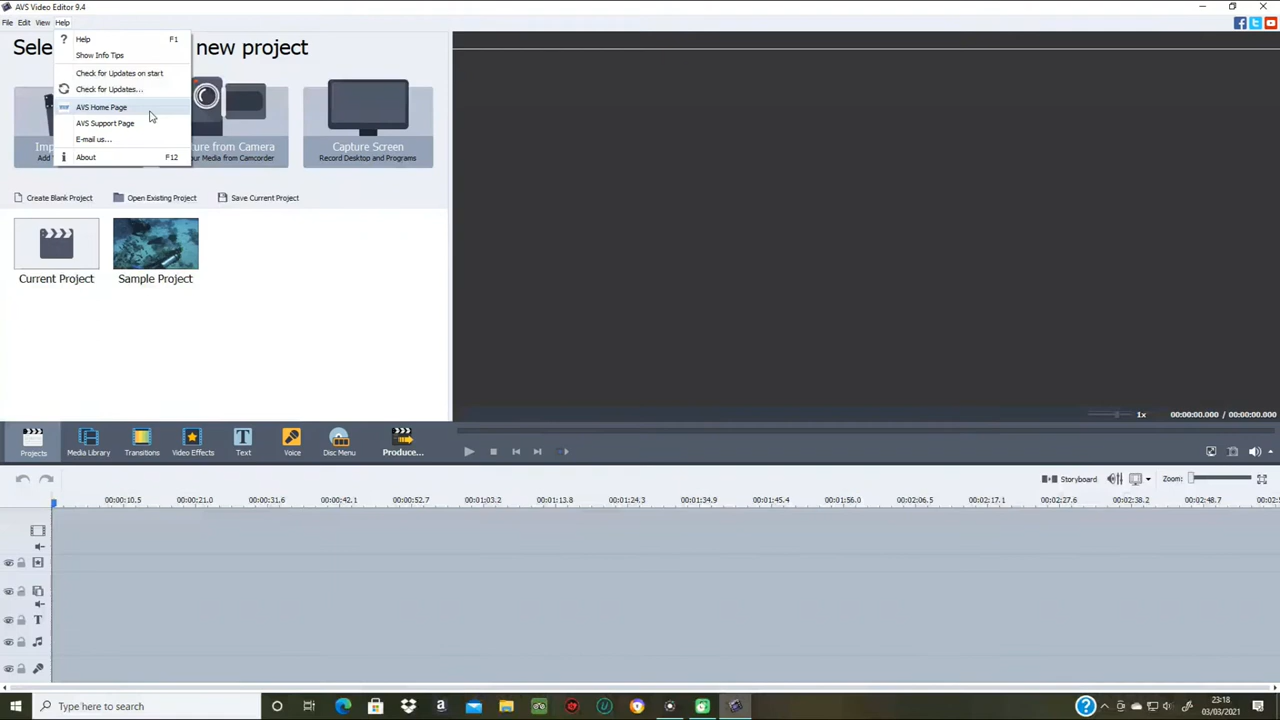 AVS Video Editor 9.4
File Edit View Help
Help F1
Show Info Tips
Check for Updates on start
Check for Updates...
AVS Home Page
AVS Support Page
E-mail us...
About F12
new project
Capture Screen
Record Desktop and Programs
Create Blank Project Open Existing Project Save Current Project
Current Project Sample Project
1x 00:00:00.000 / 00:00:00.000
Projects Media Library Transitions Video Effects Text Voice Disc Menu Produce...
Storyboard Zoom:
00:00:10.5 00:00:21.0 00:00:31.6 00:00:42.1 00:00:52.7 00:01:03.2 00:01:13.8 00:01:24.3 00:01:34.9 00:01:45.4 00:01:56.0 00:02:06.5 00:02:17.1 00:02:27.6 00:02:38.2 00:02:48.7
T
Type here to search
23:18
03/03/2021